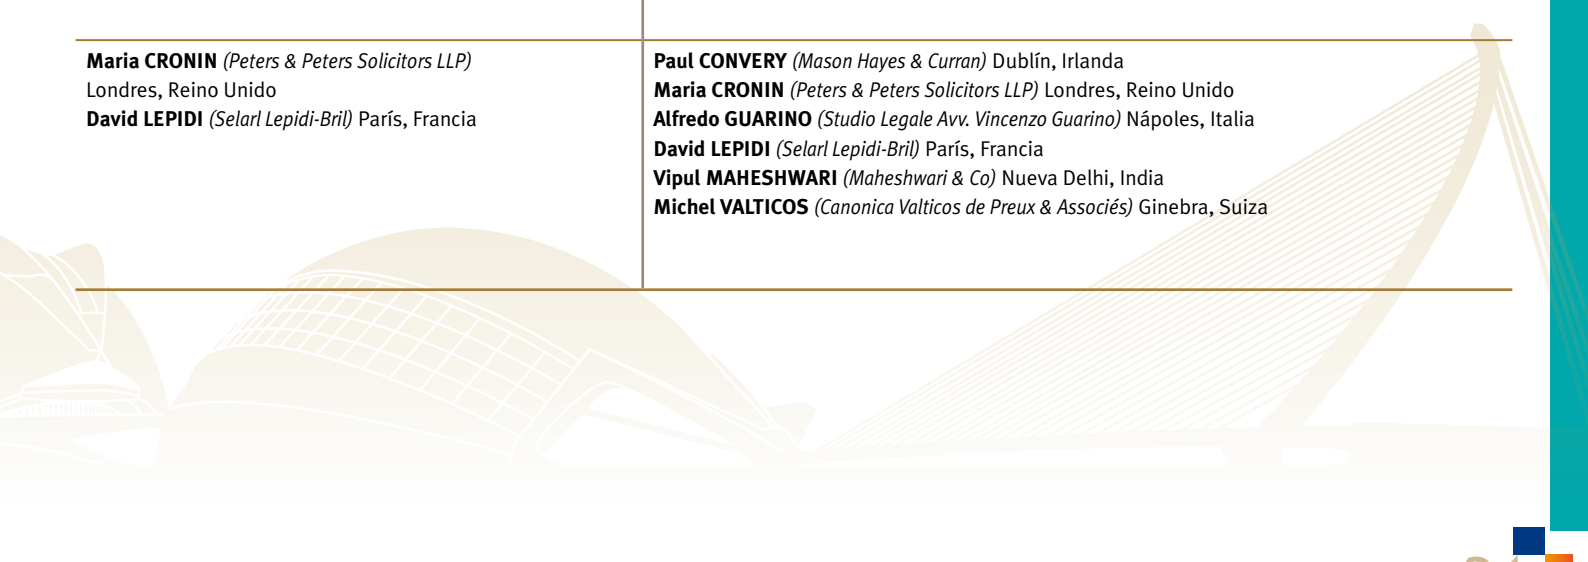 Maria CRONIN (Peters & Peters Solicitors LLP)
Londres, Reino Unido
David LEPIDI (Selarl Lepidi-Bril) París, Francia
Paul CONVERY (Mason Hayes & Curran) Dublín, Irlanda
Maria CRONIN (Peters & Peters Solicitors LLP) Londres, Reino Unido
Alfredo GUARINO (Studio Legale Avv. Vincenzo Guarino) Nápoles, Italia
David LEPIDI (Selarl Lepidi-Bril) París, Francia
Vipul MAHESHWARI (Maheshwari & Co) Nueva Delhi, India
Michel VALTICOS (Canonica Valticos de Preux & Associés) Ginebra, Suiza